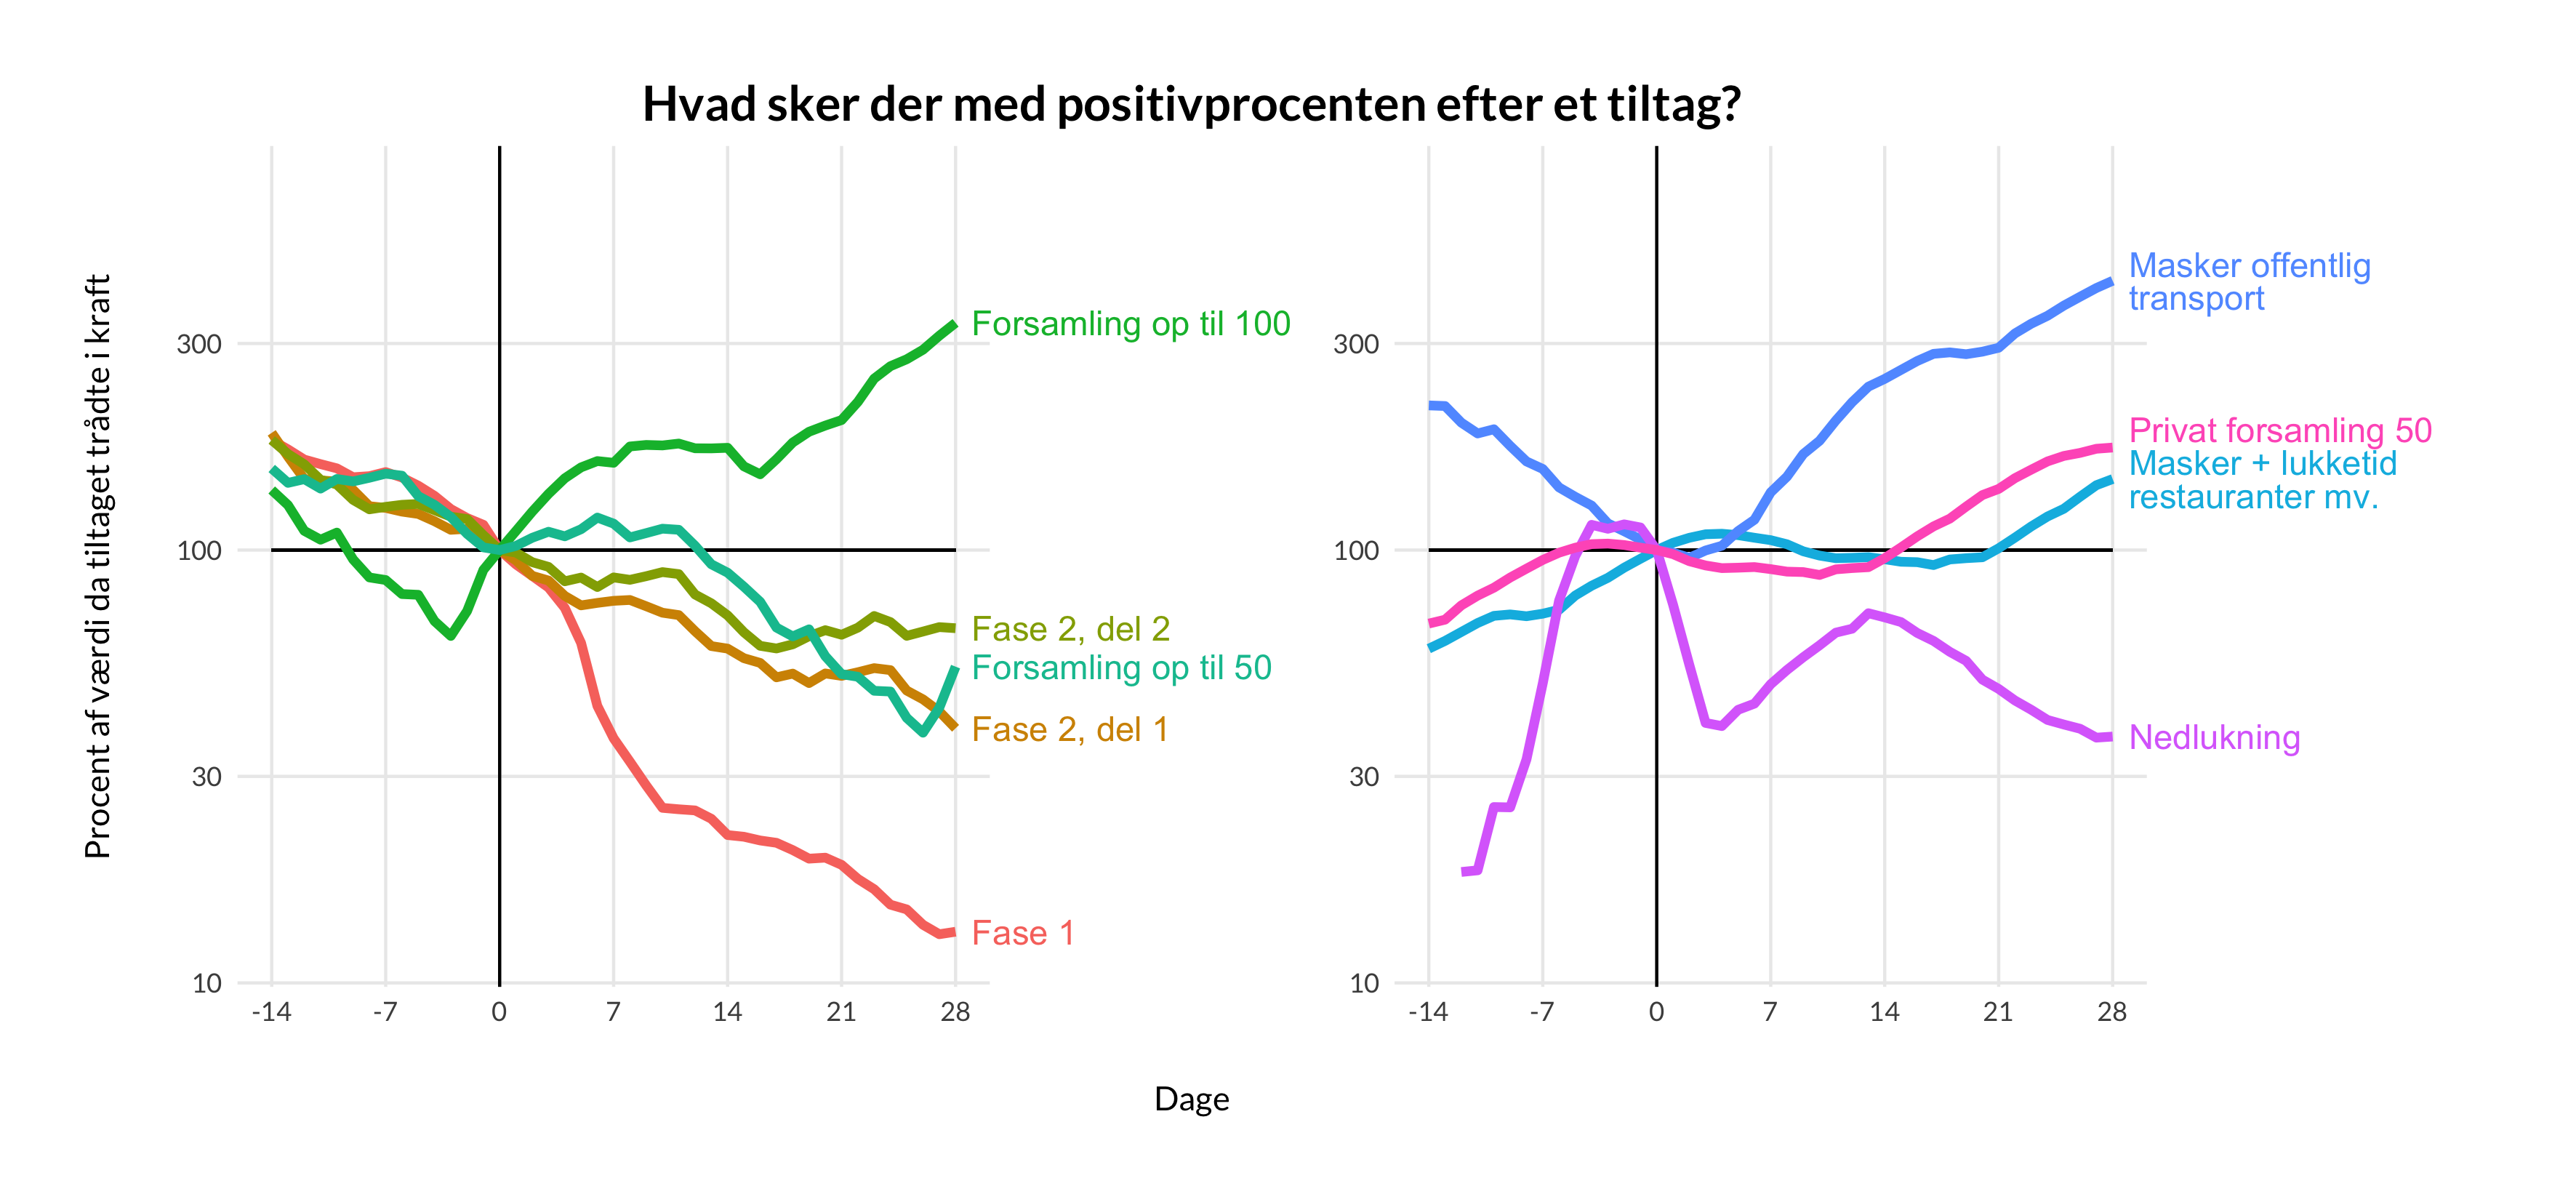 Hvad sker der med positivprocenten efter et tiltag?
Procent af værdi da tiltaget trådte i kraft
300
100
30
10
-14 -7 0 7 14 21 28
Forsamling op til 100
Fase 2, del 2
Forsamling op til 50
Fase 2, del 1
Fase 1
300
100
30
10
-14 -7 0 7 14 21 28
Masker offentlig
transport
Privat forsamling 50
Masker + lukketid
restauranter mv.
Nedlukning
Dage